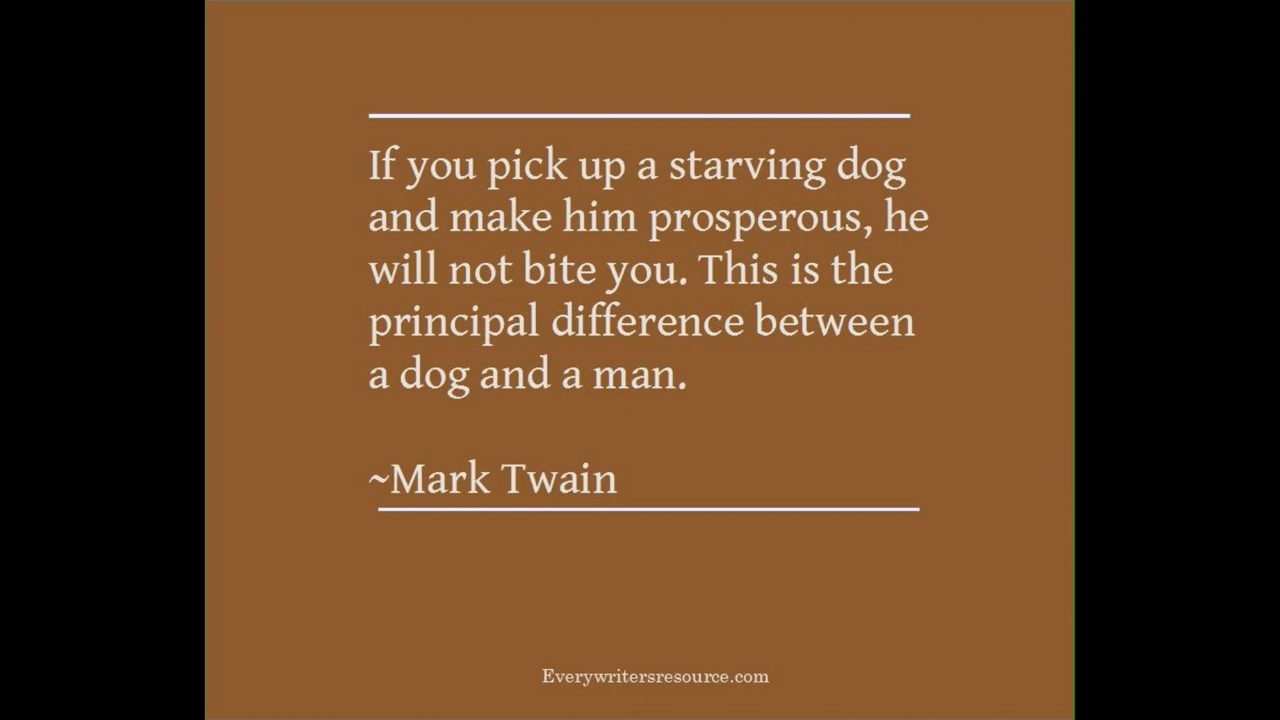 If you pick up a starving dog
and make him prosperous, he
will not bite you. This is the
principal difference between
a dog and a man.
~Mark Twain
Everywritersresource.com